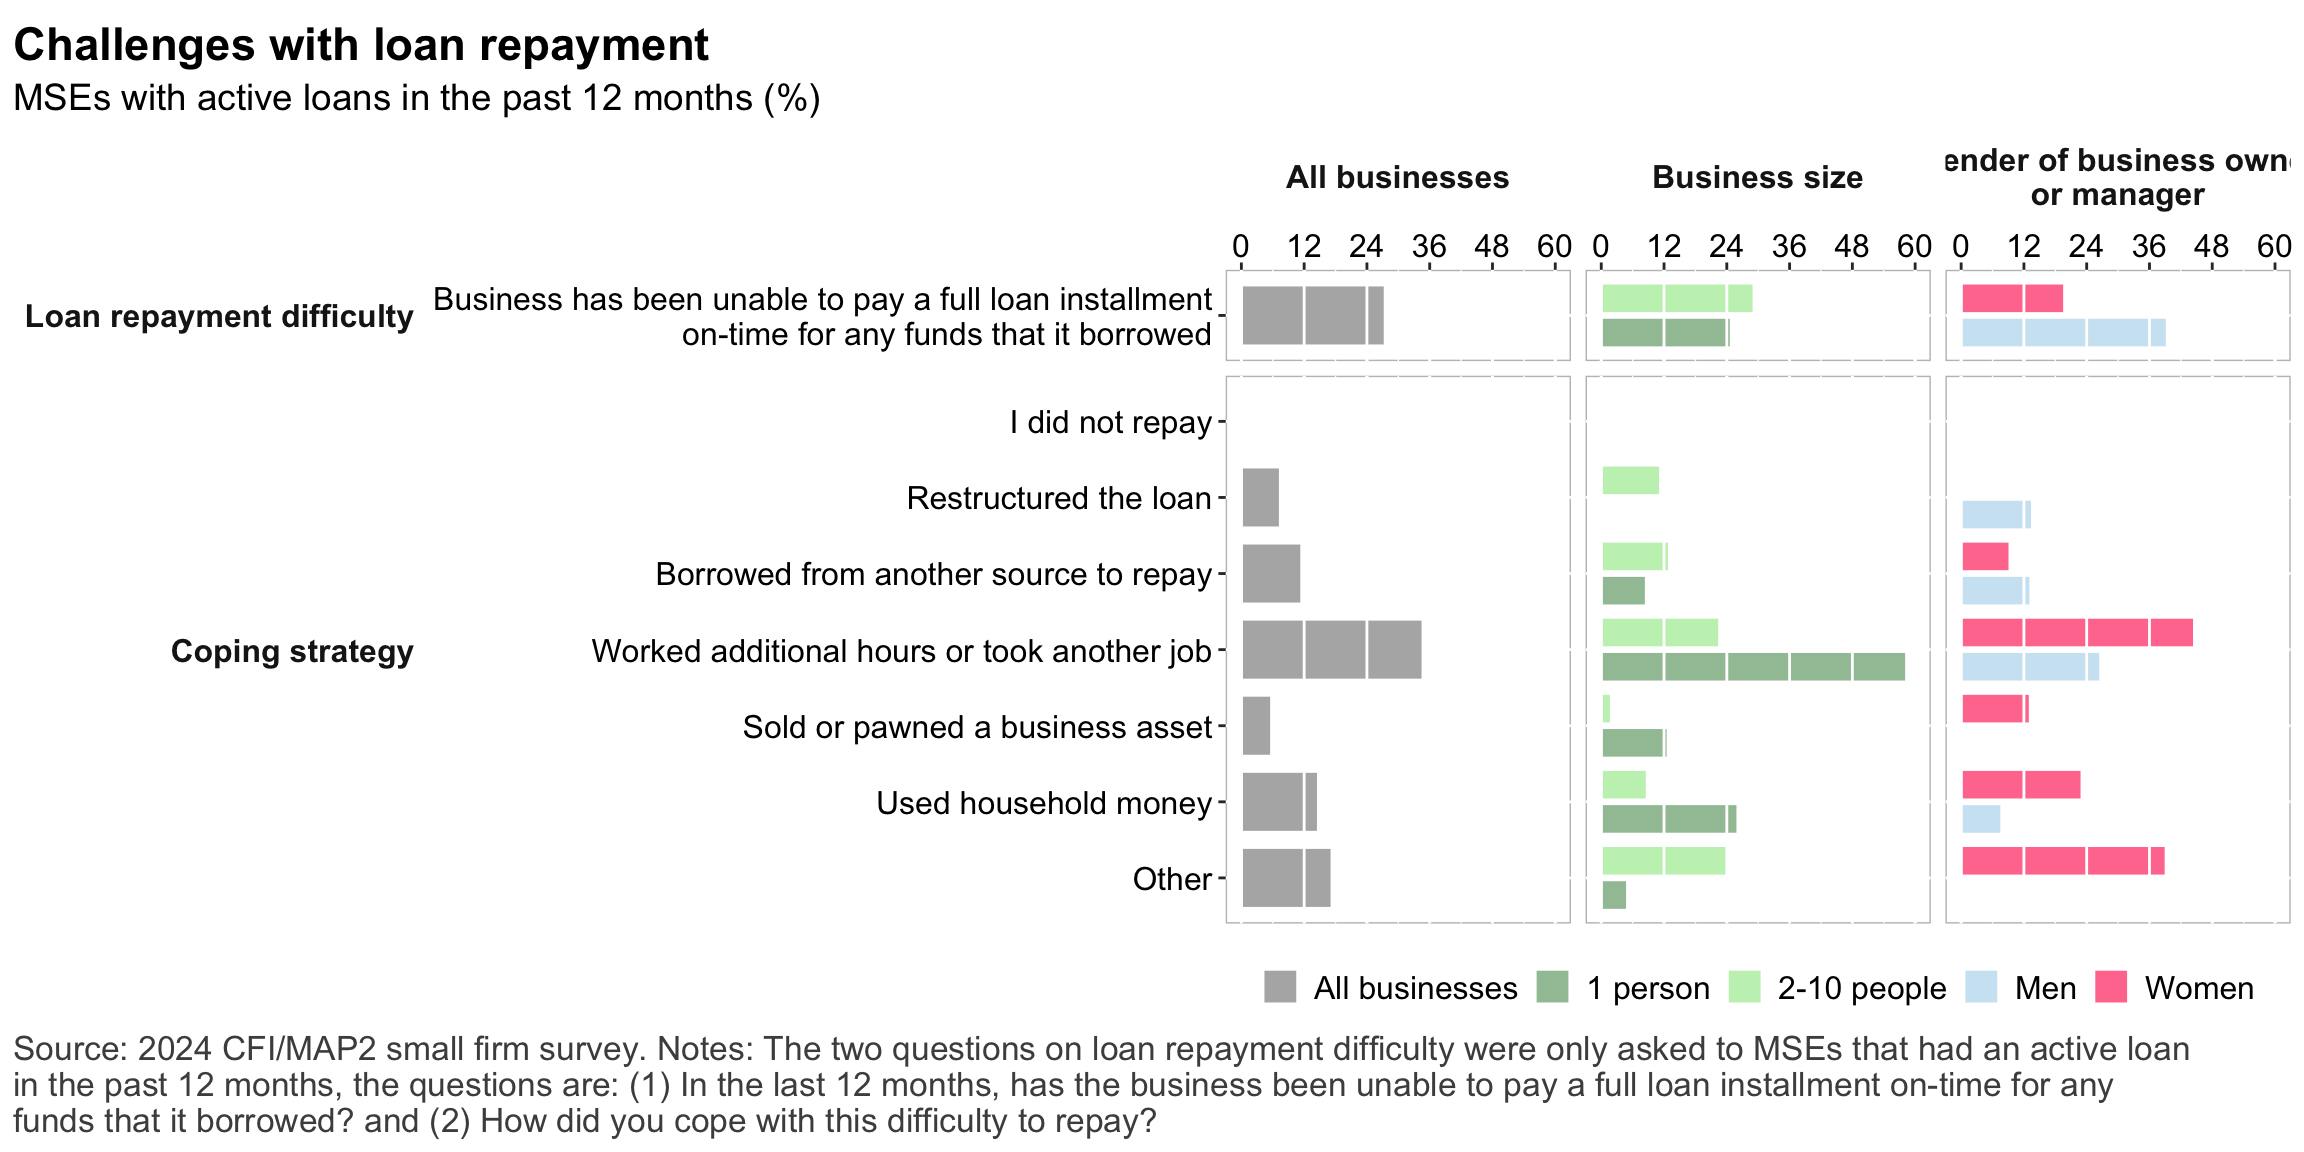 Challenges with loan repayment
MSEs with active loans in the past 12 months (%)
All businesses
Business size
ender of business own
or manager
0 12 24 36 48 60
0 12 24 36 48 60
0 12 24 36 48 60
Loan repayment difficulty
Business has been unable to pay a full loan installment
on-time for any funds that it borrowed
Coping strategy
I did not repay
Restructured the loan
Borrowed from another source to repay
Worked additional hours or took another job
Sold or pawned a business asset
Used household money
Other
All businesses
1 person
2-10 people
Men
Women
Source: 2024 CFI/MAP2 small firm survey. Notes: The two questions on loan repayment difficulty were only asked to MSEs that had an active loan
in the past 12 months, the questions are: (1) In the last 12 months, has the business been unable to pay a full loan installment on-time for any
funds that it borrowed? and (2) How did you cope with this difficulty to repay?